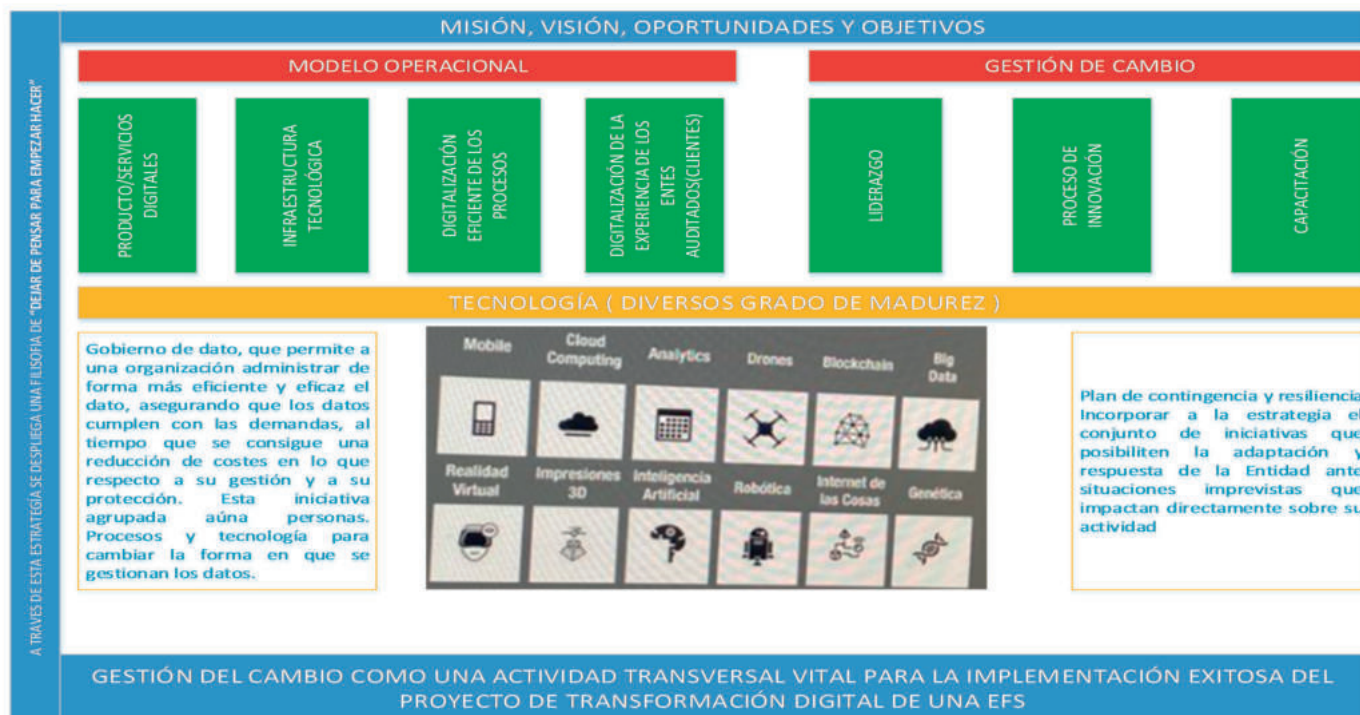 MISIÓN, VISIÓN, OPORTUNIDADES Y OBJETIVOS
A TRAVES DE ESTA ESTRATEGÍA SE DESPLIEGA UNA FILISOFIA DE "DEJAR DE PENSAR PARA EMPEZAR HACER"
MODELO OPERACIONAL
GESTIÓN DE CAMBIO
PRODUCTO/SERVICIOS
DIGITALES
INFRAESTRUCTURA
TECNOLÓGICA
DIGITALIZACIÓN
EFICIENTE DE LOS
PROCESOS
DIGITALIZACIÓN DE LA
EXPERIENCIA DE LOS
ENTES
AUDITADOS(CLIENTES)
LIDERAZGO
PROCESO DE
INNOVACIÓN
CAPACITACIÓN
TECNOLOGÍA ( DIVERSOS GRADO DE MADUREZ )
Gobierno de dato, que permite a
una organización administrar de
forma más eficiente y eficaz el
dato, asegurando que los datos
cumplen con las demandas, al
tiempo que se consigue una
reducción de costes en lo que
respecto a su gestión y a su
protección. Esta iniciativa
agrupada aúna personas.
Procesos y tecnología para
cambiar la forma en que se
gestionan los datos.
Mobile
Cloud
Computing
Analytics
Drones
Blockchain
Big
Data
Realidad
Virtual
Impresiones
3D
Inteligencia
Artificial
Robótica
Internet de
las Cosas
Genética
Plan de contingencia y resiliencia
Incorporar a la estrategia el
conjunto de iniciativas que
posibiliten la adaptación y
respuesta de la Entidad ante
situaciones imprevistas que
impactan directamente sobre su
actividad
GESTIÓN DEL CAMBIO COMO UNA ACTIVIDAD TRANSVERSAL VITAL PARA LA IMPLEMENTACIÓN EXITOSA DEL
PROYECTO DE TRANSFORMACIÓN DIGITAL DE UNA EFS